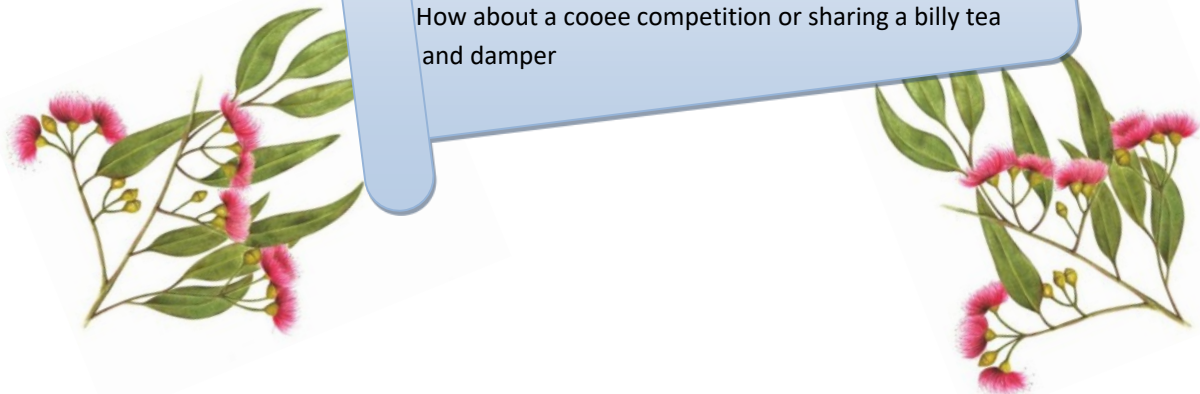 How about a cooee competition or sharing a billy tea
and damper